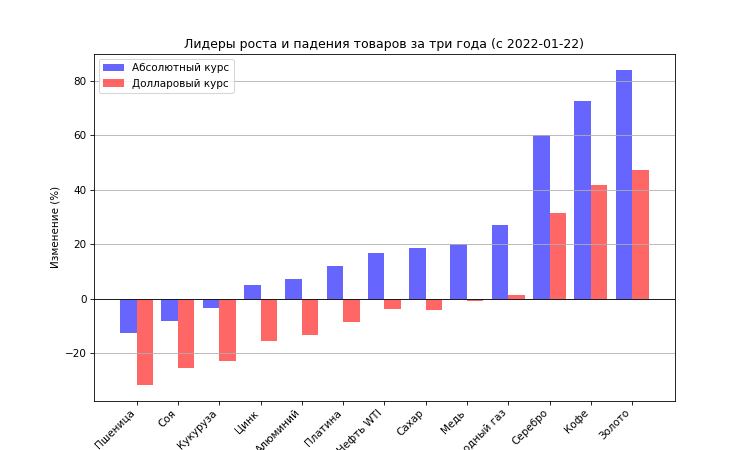 Лидеры роста и падения товаров за три года (с 2022-01-22)
Абсолютный курс
Долларовый курс
Изменение (%)
80
60
40
20
0
−20
Пшеница
Соя
Кукуруза
Цинк
Алюминий
Платина
Нефть WTI
Сахар
Медь
газ
Серебро
Кофе
Золото